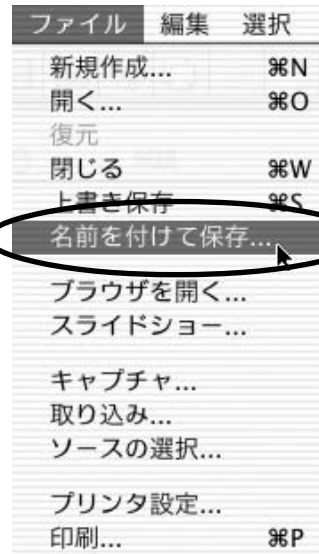 ファイル 編集 選択
新規作成... ⌘N
開く... ⌘O
復元
閉じる ⌘W
上書き保存 ⌘S
名前を付けて保存...
ブラウザを開く...
スライドショー...
キャプチャ...
取り込み...
ソースの選択...
プリンタ設定...
印刷... ⌘P